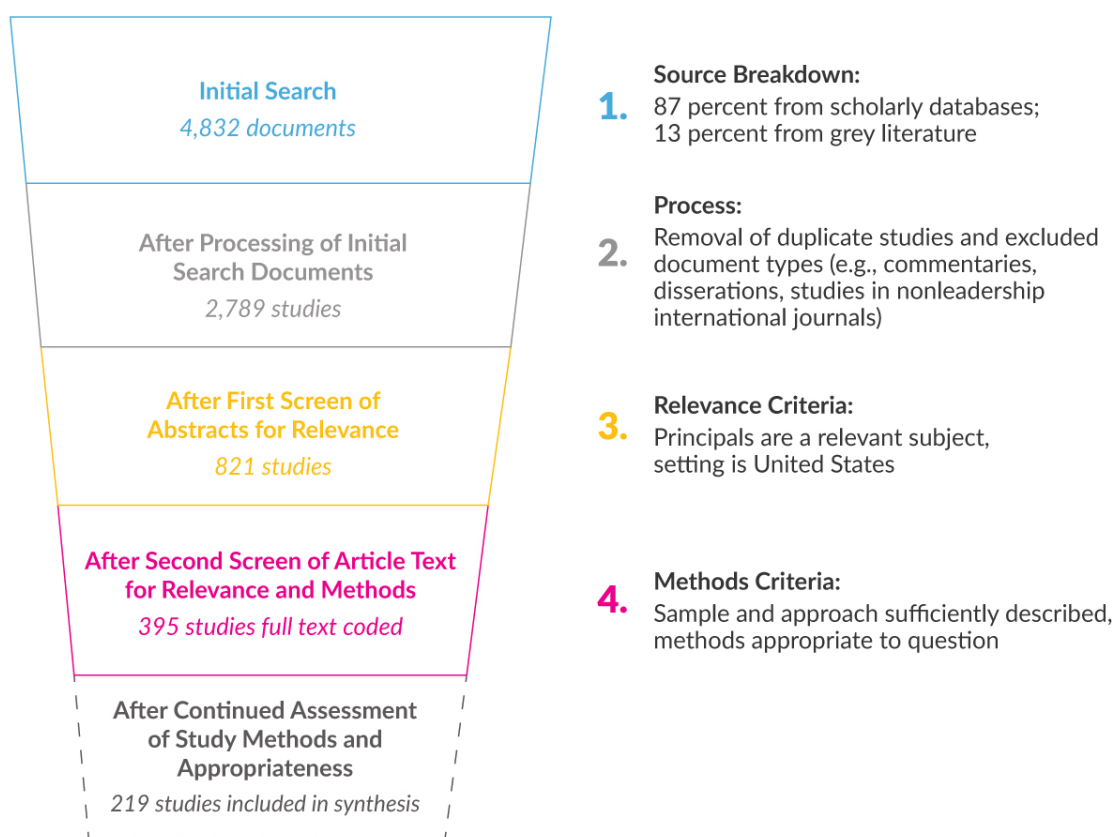 Initial Search
4,832 documents
1.
Source Breakdown:
87 percent from scholarly databases;
13 percent from grey literature
After Processing of Initial
Search Documents
2,789 studies
2.
Process:
Removal of duplicate studies and excluded
document types (e.g., commentaries,
disserations, studies in nonleadership
international journals)
After First Screen of
Abstracts for Relevance
821 studies
3.
Relevance Criteria:
Principals are a relevant subject,
setting is United States
After Second Screen of Article Text
for Relevance and Methods
395 studies full text coded
4.
Methods Criteria:
Sample and approach sufficiently described,
methods appropriate to question
After Continued Assessment
of Study Methods and
Appropriateness
219 studies included in synthesis